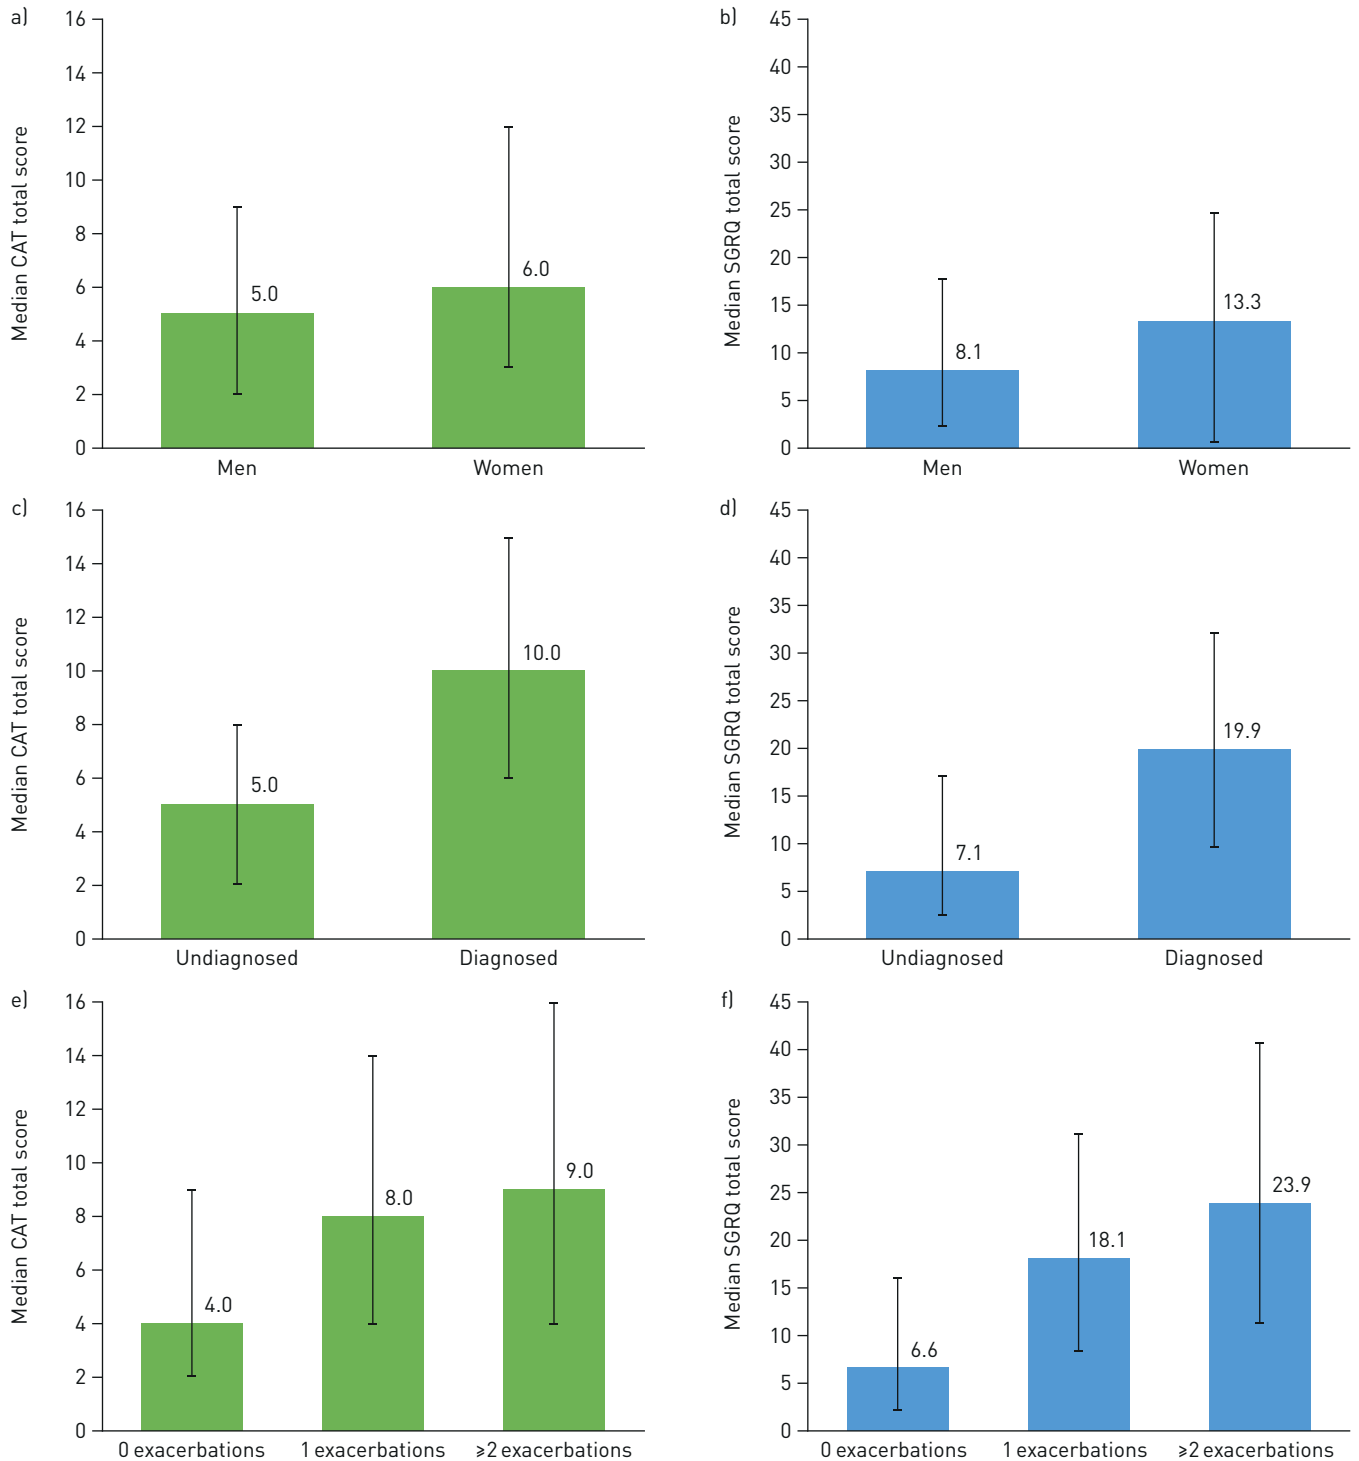 a)
Median CAT total score
16
14
12
10
8
6
4
2
0
5.0
6.0
Men
Women
b)
Median SGRQ total score
45
40
35
30
25
20
15
10
5
0
8.1
13.3
Men
Women
c)
Median CAT total score
16
14
12
10
8
6
4
2
0
5.0
10.0
Undiagnosed
Diagnosed
d)
Median SGRQ total score
45
40
35
30
25
20
15
10
5
0
7.1
19.9
Undiagnosed
Diagnosed
e)
Median CAT total score
16
14
12
10
8
6
4
2
0
4.0
8.0
9.0
0 exacerbations
1 exacerbations
⩾2 exacerbations
f)
Median SGRQ total score
45
40
35
30
25
20
15
10
5
0
6.6
18.1
23.9
0 exacerbations
1 exacerbations
⩾2 exacerbations